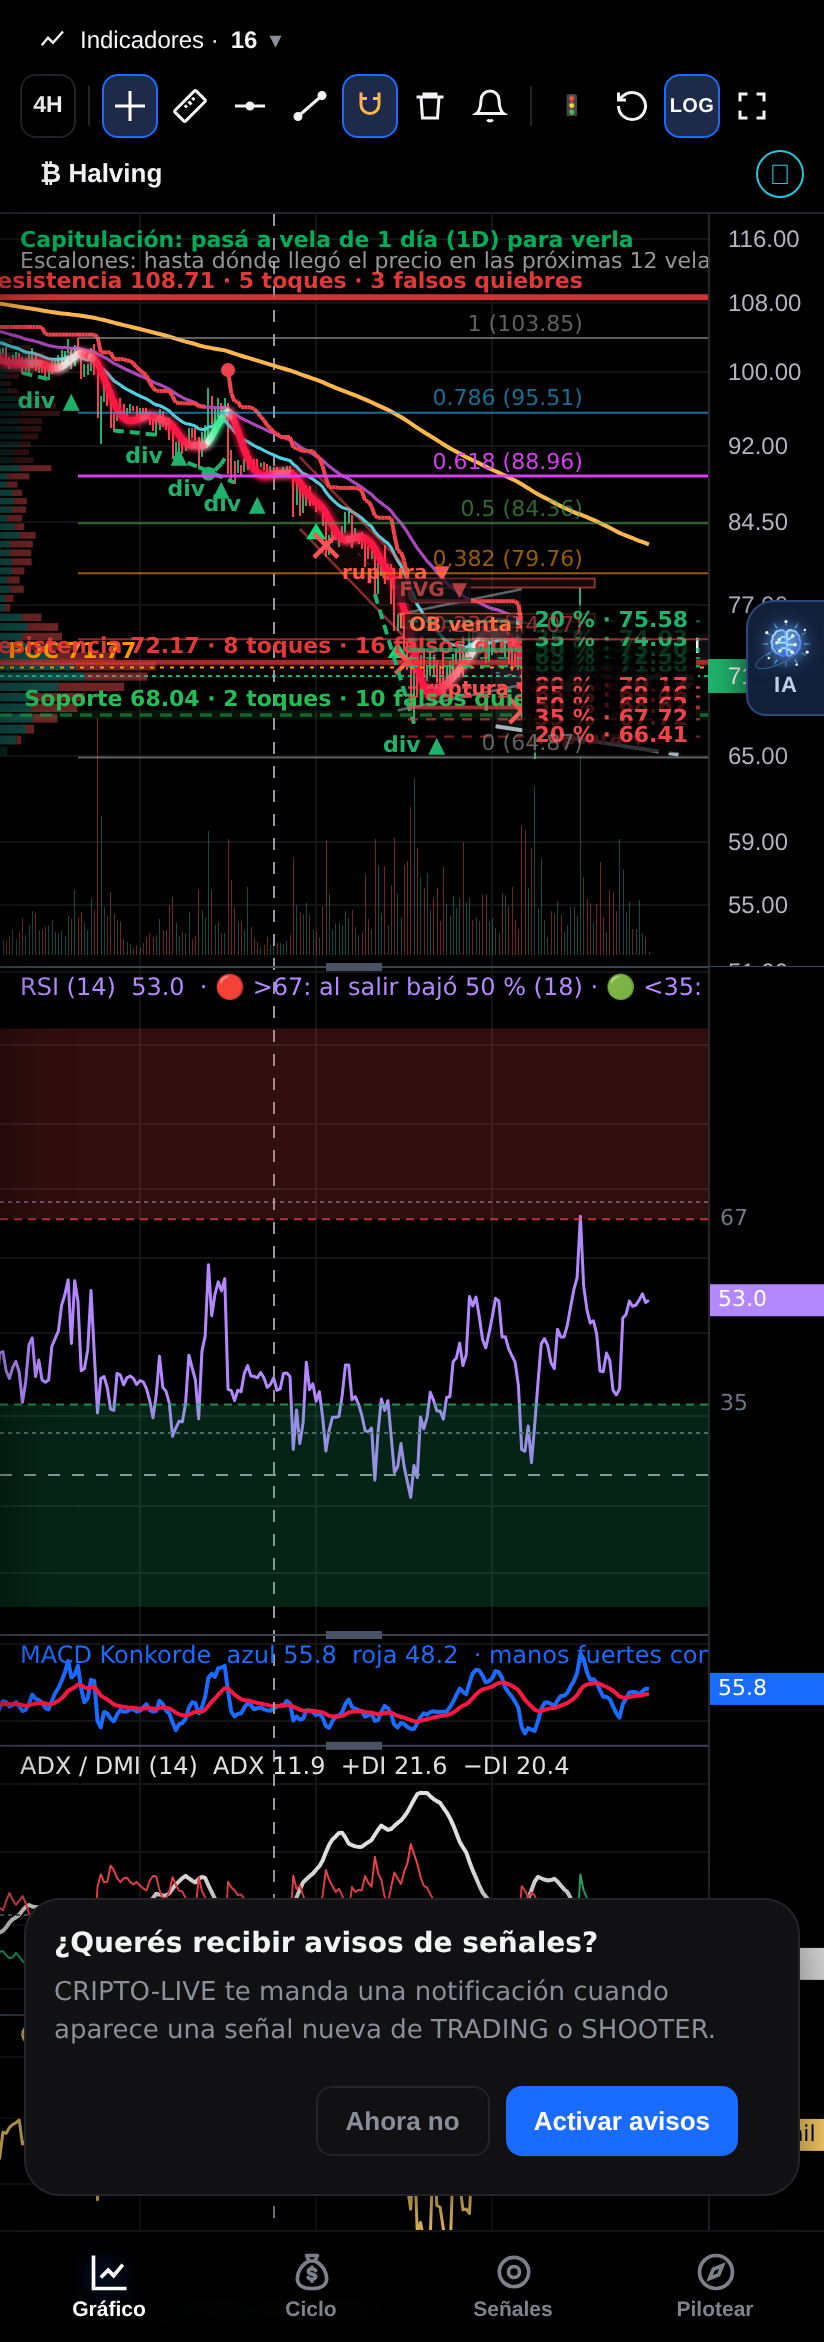 Indicadores · 16 ▾
4H
LOG
₿ Halving
Capitulación: pasá a vela de 1 día (1D) para verla
Escalones: hasta dónde llegó el precio en las próximas 12 vela
esistencia 108.71 · 5 toques · 3 falsos quiebres
1 (103.85)
0.786 (95.51)
div ▲
div ▲
0.618 (88.96)
div ▲
div ▲
0.5 (84.36)
0.382 (79.76)
ruptura
FVG ▼
OB venta
20 % · 75.58
35 % · 74.03
esistencia 72.17 · 8 toques · 16 falsos
POC 71.77
Soporte 68.04 · 2 toques · 10 falsos quie
35 % · 67.72
20 % · 66.41
div ▲
0 (64.87)
116.00
108.00
100.00
92.00
84.50
65.00
59.00
55.00
IA
RSI (14) 53.0 · 🔴 >67: al salir bajó 50 % (18) · 🟢 <35:
67
53.0
35
MACD Konkorde azul 55.8 roja 48.2 · manos fuertes con
55.8
ADX / DMI (14) ADX 11.9 +DI 21.6 −DI 20.4
¿Querés recibir avisos de señales?
CRIPTO-LIVE te manda una notificación cuando
aparece una señal nueva de TRADING o SHOOTER.
Ahora no
Activar avisos
Gráfico
Ciclo
Señales
Pilotear